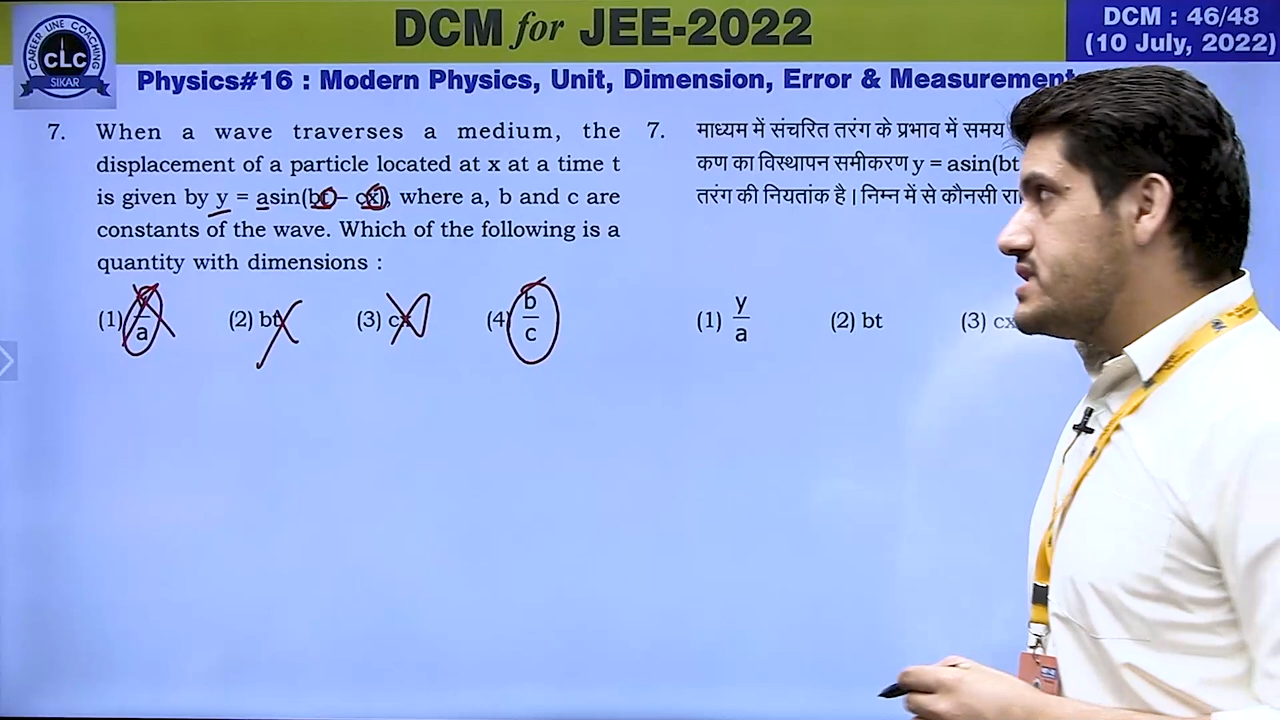 CAREER LINE COACHING
CLC
SIKAR
DCM for JEE-2022
DCM : 46/48
(10 July, 2022)
Physics#16 : Modern Physics, Unit, Dimension, Error & Measurement
7. When a wave traverses a medium, the
displacement of a particle located at x at a time t
is given by y = asin(bt – cx), where a, b and c are
constants of the wave. Which of the following is a
quantity with dimensions :
(1) y/a (2) bt (3) cx (4) b/c
7. माध्यम में संचरित तरंग के प्रभाव में समय
कण का विस्थापन समीकरण y = asin(bt
तरंग की नियतांक है। निम्न में से कौनसी रा
(1) y/a (2) bt (3) cx